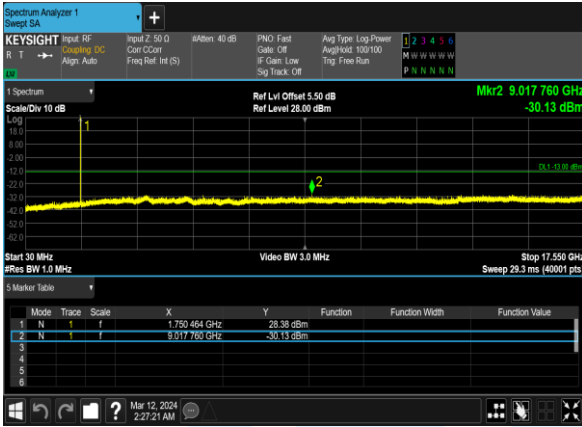 Spectrum Analyzer 1
Swept SA
+
KEYSIGHT Input: RF Input Z: 50 Ω #Atten: 40 dB PNO: Fast Avg Type: Log-Power 1 2 3 4 5 6
R T Coupling: DC Corr CCorr Gate: Off Avg|Hold: 100/100 M W W W W W
Align: Auto Freq Ref: Int (S) IF Gain: Low Trig: Free Run
Sig Track: Off P N N N N N
1 Spectrum Ref Lvl Offset 5.50 dB Mkr2 9.017 760 GHz
Scale/Div 10 dB Ref Level 28.00 dBm -30.13 dBm
Log
1
18.0
8.00
-2.00
DL1 -13.00 dBm
-12.0
2
-22.0
-32.0
-42.0
-52.0
-62.0
Start 30 MHz Video BW 3.0 MHz Stop 17.550 GHz
#Res BW 1.0 MHz Sweep 29.3 ms (40001 pts
5 Marker Table
Mode Trace Scale X Y Function Function Width Function Value
1 N 1 f 1.750 464 GHz 28.38 dBm
2 N 1 f 9.017 760 GHz -30.13 dBm
3
4
5
6
? Mar 12, 2024
2:27:21 AM